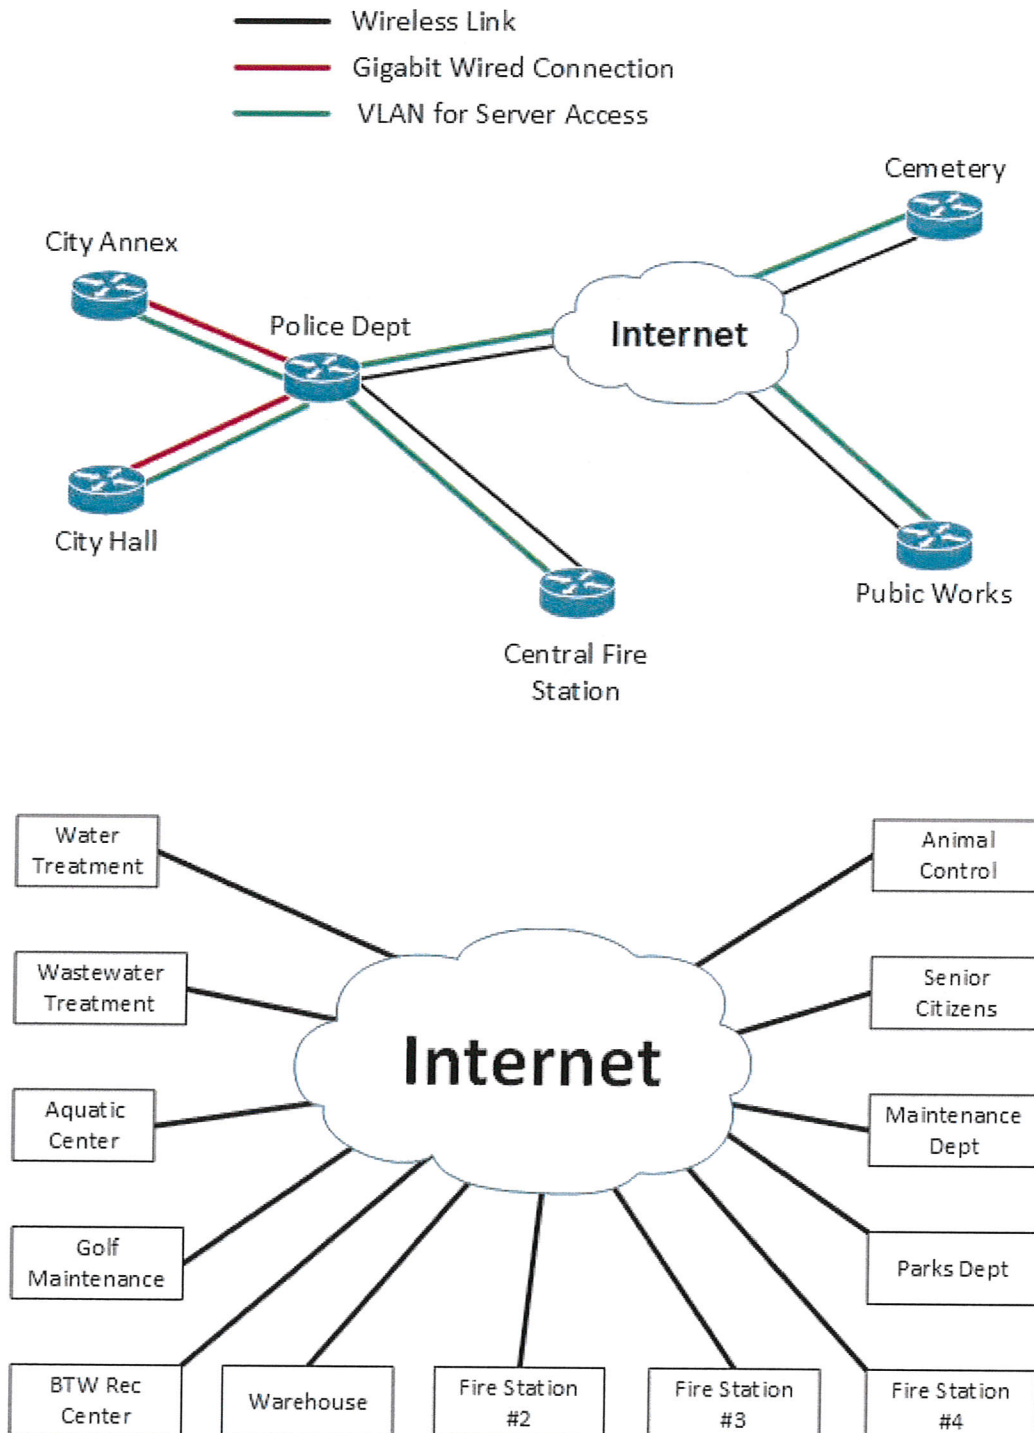 Wireless Link
Gigabit Wired Connection
VLAN for Server Access
Cemetery
City Annex
Police Dept
Internet
City Hall
Pubic Works
Central Fire
Station
Water
Treatment
Animal
Control
Wastewater
Treatment
Senior
Citizens
Internet
Aquatic
Center
Maintenance
Dept
Golf
Maintenance
Parks Dept
BTW Rec
Center
Warehouse
Fire Station
#2
Fire Station
#3
Fire Station
#4